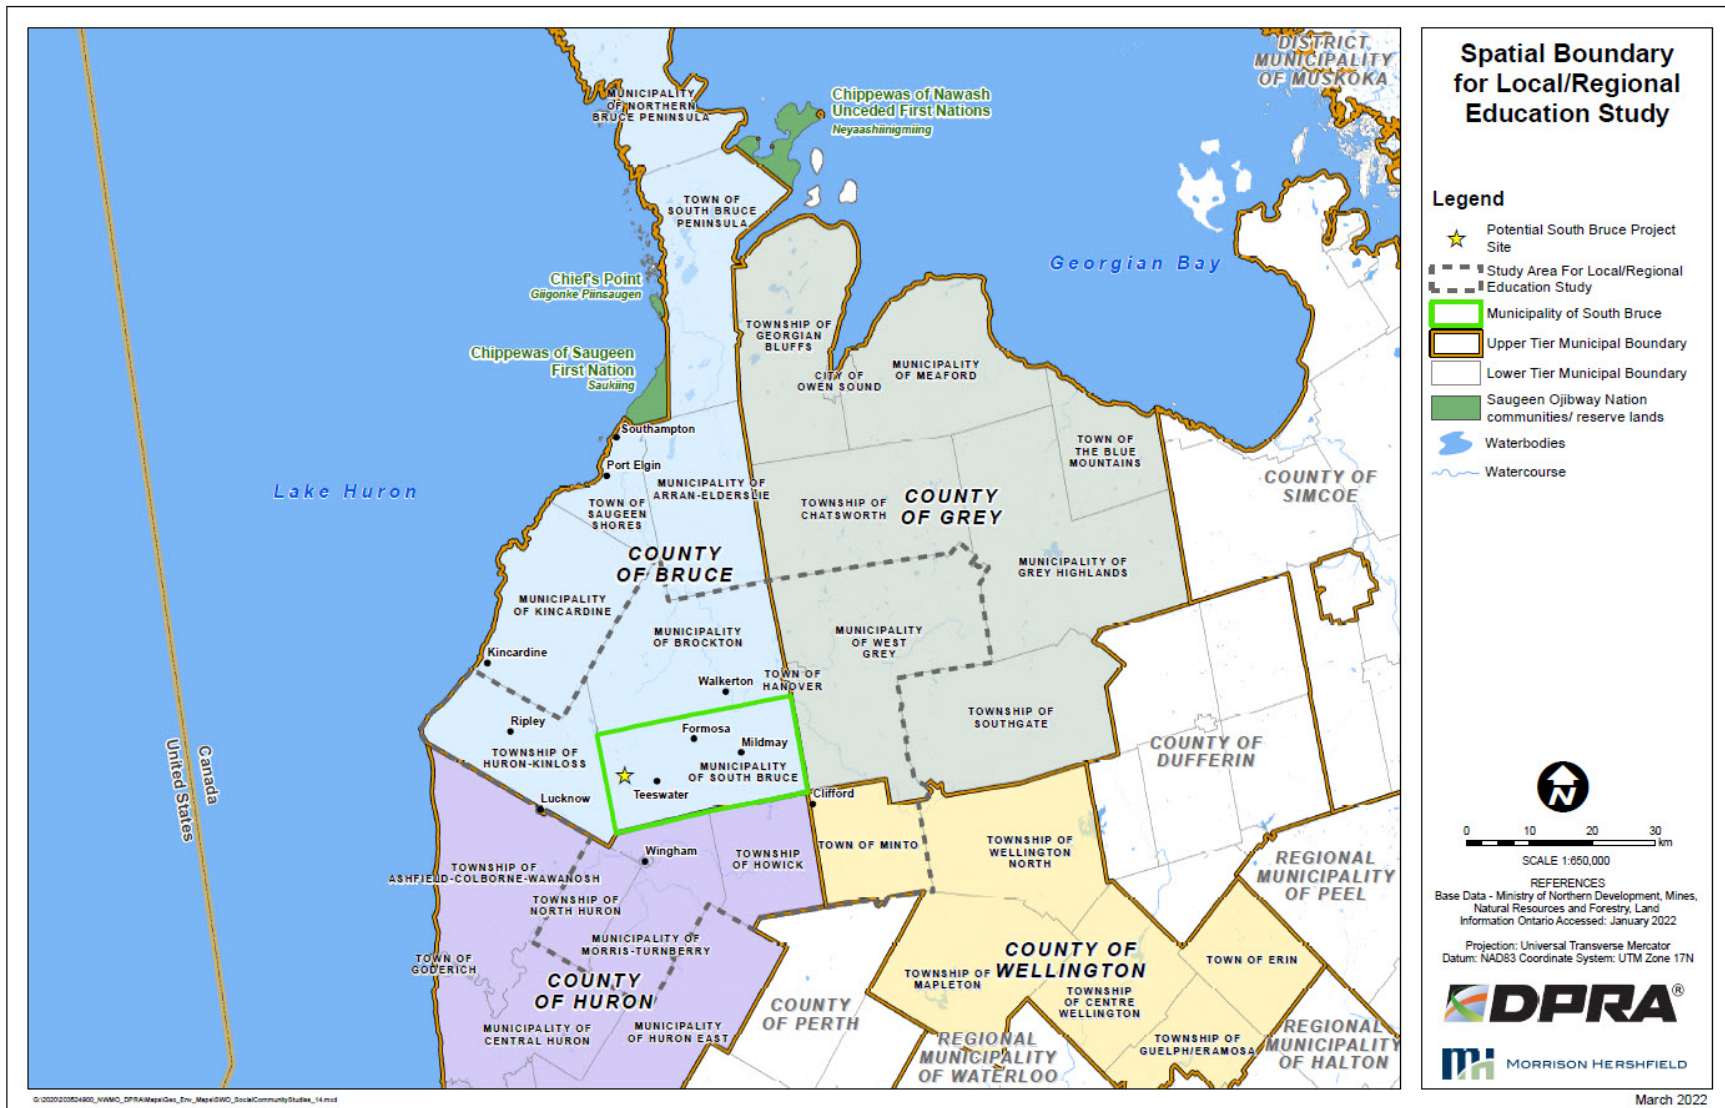 DISTRICT
MUNICIPALITY
OF MUSKOKA
MUNICIPALITY
OF NORTHERN
BRUCE PENINSULA
Chippewas of Nawash
Unceded First Nations
Neyaashiinigmiing
TOWN OF
SOUTH BRUCE
PENINSULA
Georgian Bay
Chief's Point
Giigonke Piinsaugen
TOWNSHIP OF
GEORGIAN
BLUFFS
Chippewas of Saugeen
First Nation
Saukiing
CITY OF
OWEN SOUND
MUNICIPALITY
OF MEAFORD
Southampton
TOWN OF
THE BLUE
MOUNTAINS
Port Elgin
COUNTY OF
SIMCOE
Lake Huron
MUNICIPALITY OF
ARRAN-ELDERSLIE
TOWN OF
SAUGEEN
SHORES
TOWNSHIP OF
CHATSWORTH
COUNTY
OF GREY
COUNTY
OF BRUCE
MUNICIPALITY OF
GREY HIGHLANDS
MUNICIPALITY
OF KINCARDINE
MUNICIPALITY
OF BROCKTON
MUNICIPALITY
OF WEST
GREY
Kincardine
Walkerton
TOWN OF
HANOVER
Ripley
Formosa
Mildmay
TOWNSHIP OF
SOUTHGATE
TOWNSHIP OF
HURON-KINLOSS
MUNICIPALITY
OF SOUTH BRUCE
COUNTY OF
DUFFERIN
Canada
United States
Teeswater
Lucknow
Clifford
Wingham
TOWNSHIP
OF HOWICK
TOWN OF MINTO
TOWNSHIP OF
WELLINGTON
NORTH
TOWNSHIP OF
ASHFIELD-COLBORNE-WAWANOSH
REGIONAL
MUNICIPALITY
OF PEEL
TOWNSHIP OF
NORTH HURON
MUNICIPALITY OF
MORRIS-TURNBERRY
TOWN OF
GODERICH
COUNTY OF
WELLINGTON
TOWN OF ERIN
COUNTY
OF HURON
TOWNSHIP OF
MAPLETON
TOWNSHIP
OF CENTRE
WELLINGTON
COUNTY
OF PERTH
MUNICIPALITY OF
CENTRAL HURON
MUNICIPALITY
OF HURON EAST
REGIONAL
MUNICIPALITY
OF WATERLOO
TOWNSHIP OF
GUELPH/ERAMOSA
REGIONAL
MUNICIPALITY
OF HALTON
Spatial Boundary
for Local/Regional
Education Study
Legend
Potential South Bruce Project
Site
Study Area For Local/Regional
Education Study
Municipality of South Bruce
Upper Tier Municipal Boundary
Lower Tier Municipal Boundary
Saugeen Ojibway Nation
communities/ reserve lands
Waterbodies
Watercourse
N
0 10 20 30
km
SCALE 1:650,000
REFERENCES
Base Data - Ministry of Northern Development, Mines,
Natural Resources and Forestry, Land
Information Ontario Accessed: January 2022
Projection: Universal Transverse Mercator
Datum: NAD83 Coordinate System: UTM Zone 17N
DPRA®
MORRISON HERSHFIELD
March 2022